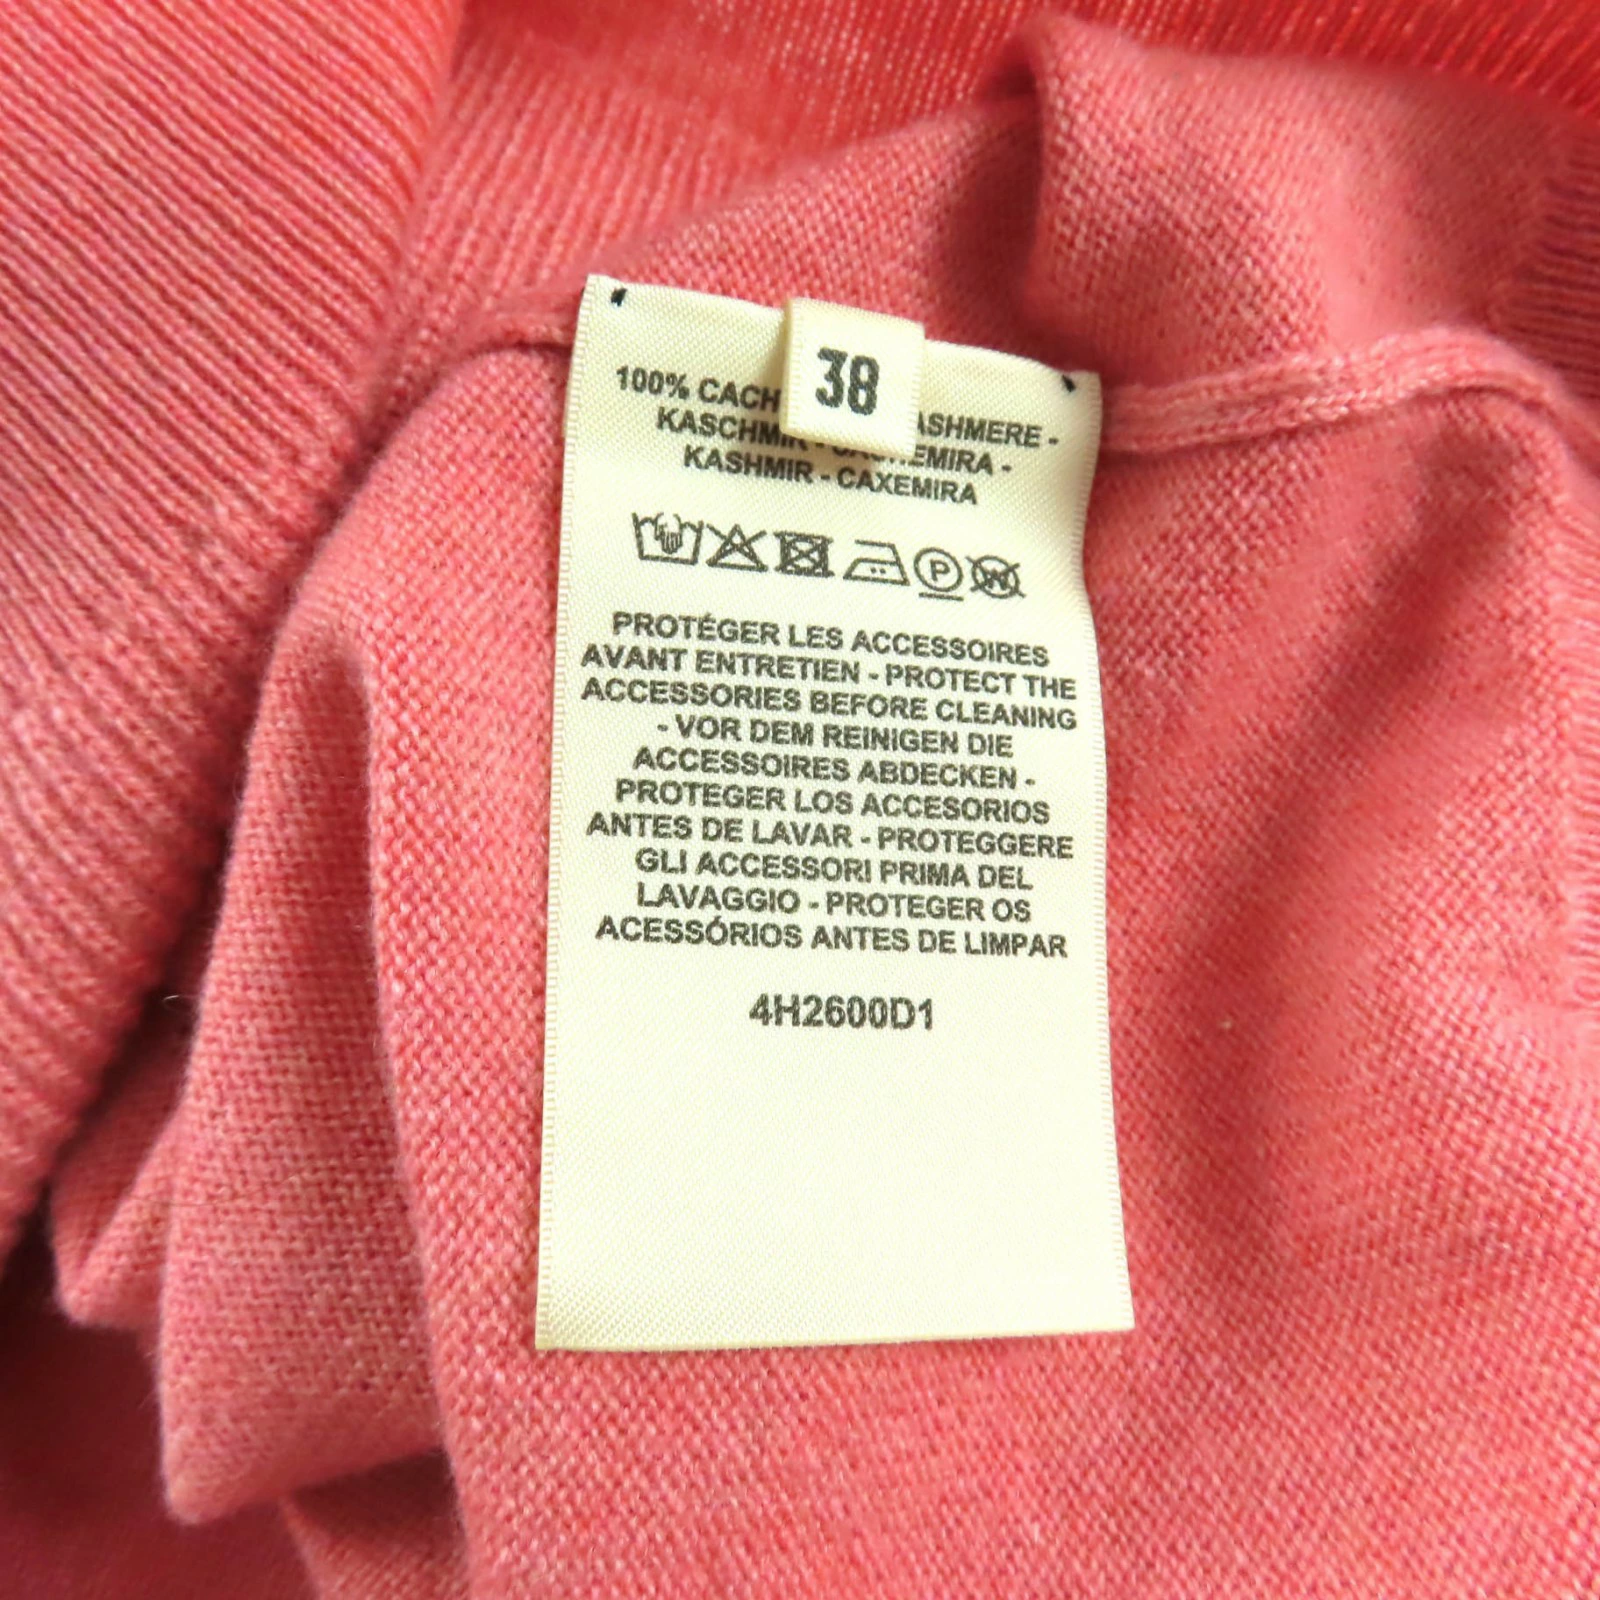 38
100% CACH
KASHMERE -
KASCHMIR -
KASHMIR - CAXEMIRA
P
W
PROTÉGER LES ACCESSOIRES
AVANT ENTRETIEN - PROTECT THE
ACCESSORIES BEFORE CLEANING
- VOR DEM REINIGEN DIE
ACCESSOIRES ABDECKEN -
PROTEGER LOS ACCESORIOS
ANTES DE LAVAR - PROTEGGERE
GLI ACCESSORI PRIMA DEL
LAVAGGIO - PROTEGER OS
ACESSÓRIOS ANTES DE LIMPAR
4H2600D1